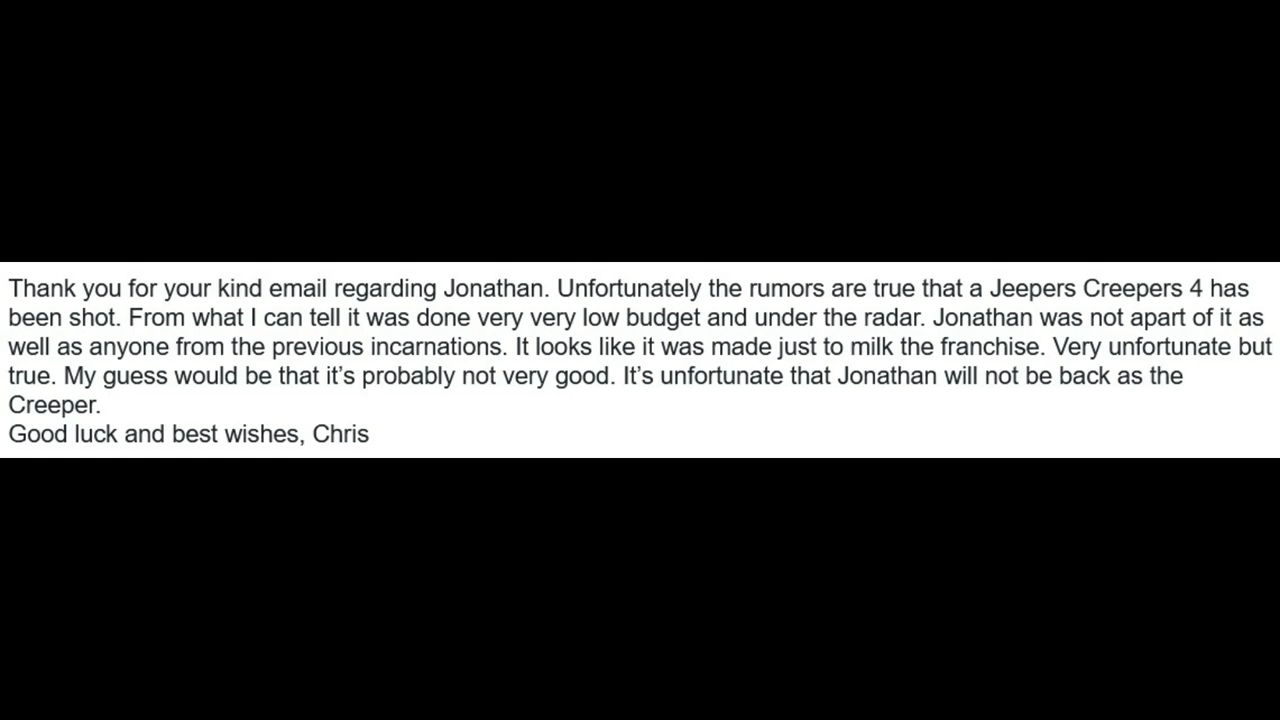 Thank you for your kind email regarding Jonathan. Unfortunately the rumors are true that a Jeepers Creepers 4 has
been shot. From what I can tell it was done very very low budget and under the radar. Jonathan was not apart of it as
well as anyone from the previous incarnations. It looks like it was made just to milk the franchise. Very unfortunate but
true. My guess would be that it’s probably not very good. It’s unfortunate that Jonathan will not be back as the
Creeper.
Good luck and best wishes, Chris